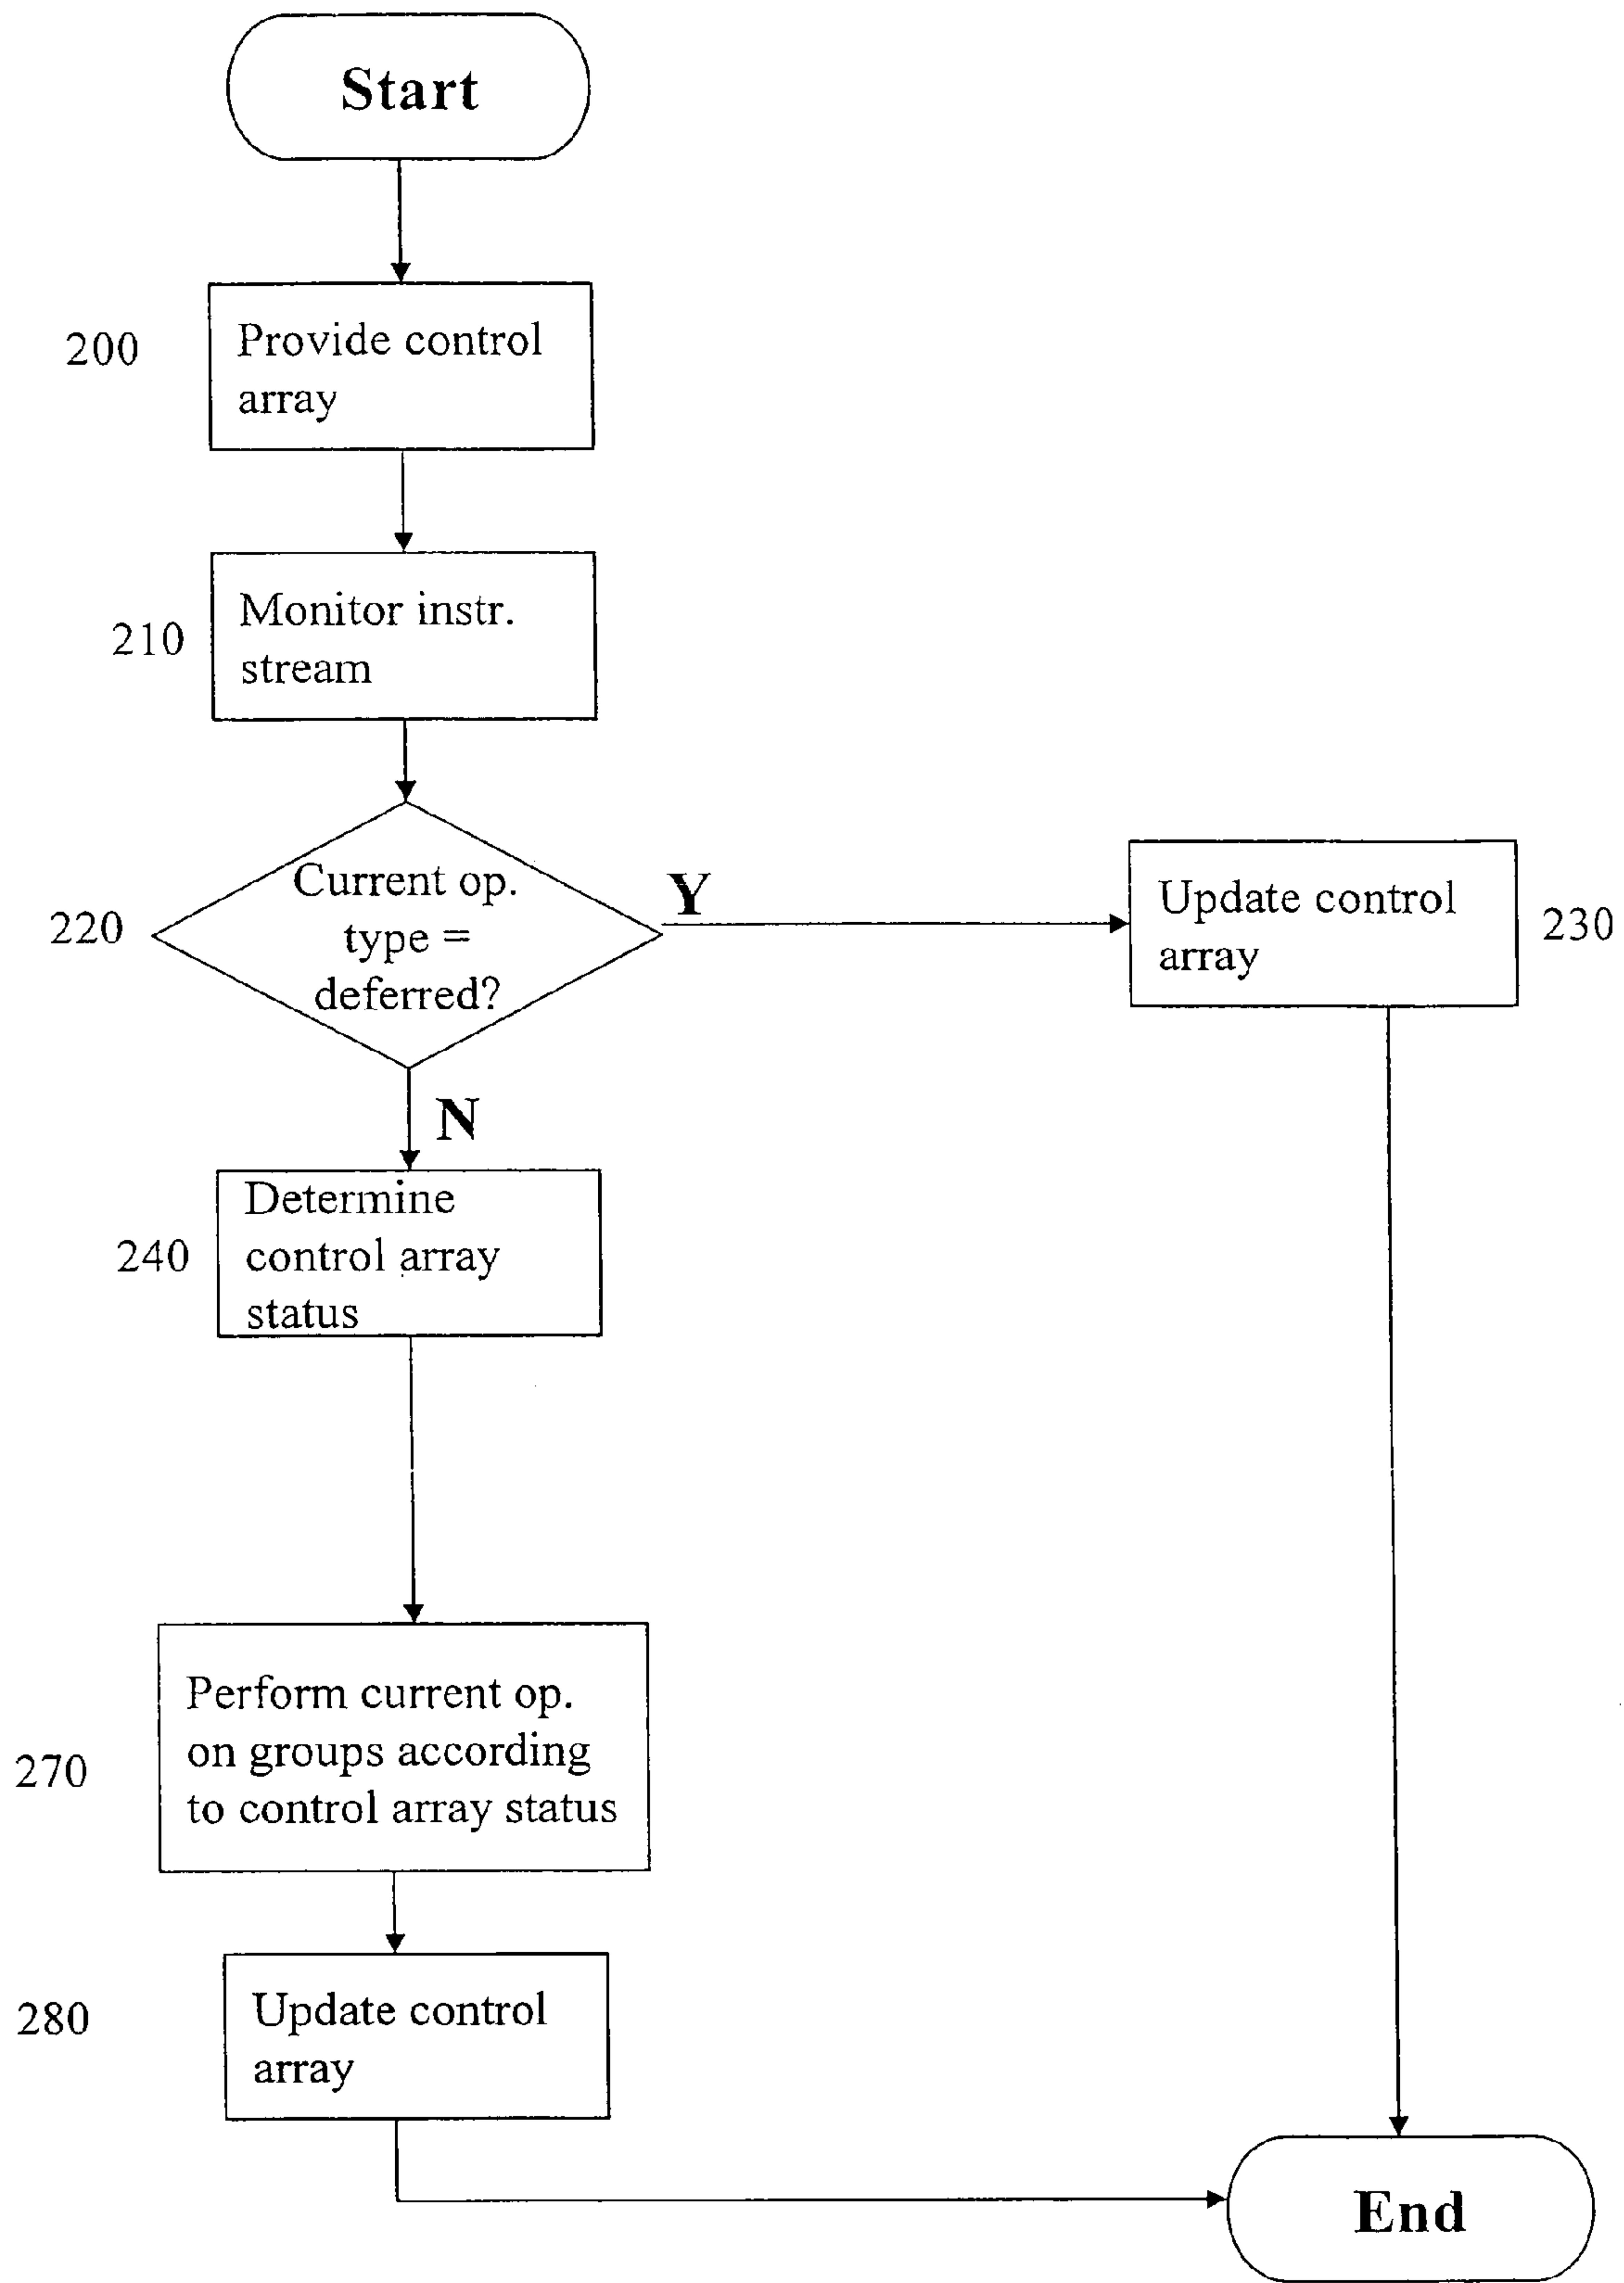 Start
200
Provide control
array
210
Monitor instr.
stream
220
Current op.
type =
deferred?
Y
Update control
array
230
N
240
Determine
control array
status
270
Perform current op.
on groups according
to control array status
280
Update control
array
End